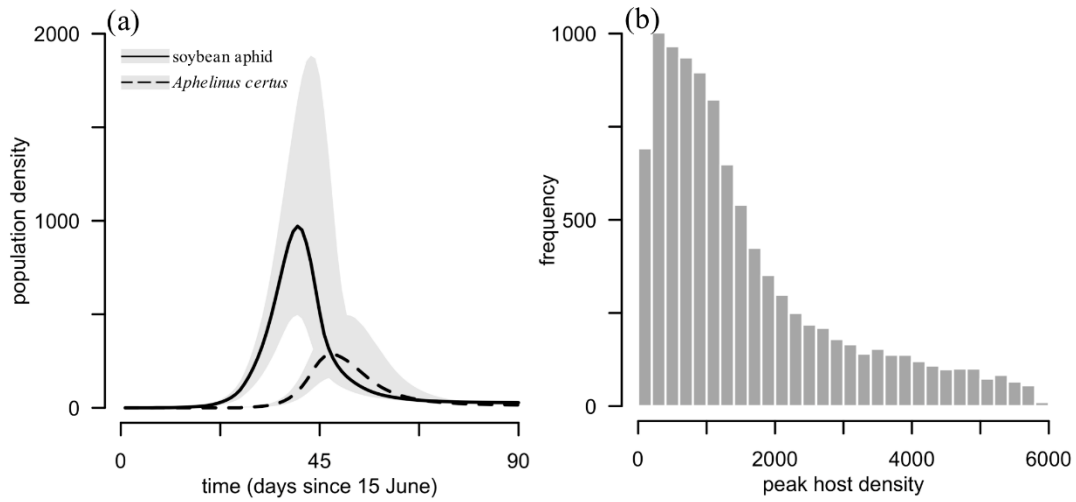 (a)
2000
1000
0
population density
soybean aphid
Aphelinus certus
0
45
90
time (days since 15 June)
(b)
1000
500
0
frequency
0
2000
4000
6000
peak host density